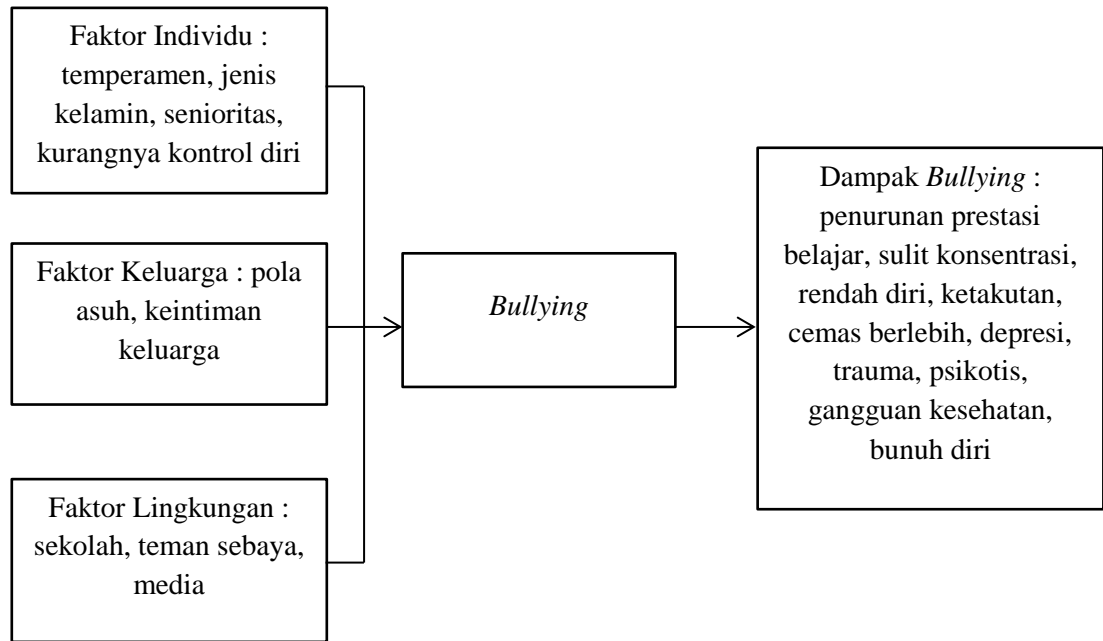 Faktor Individu :
temperamen, jenis
kelamin, senioritas,
kurangnya kontrol diri
Faktor Keluarga : pola
asuh, keintiman
keluarga
Faktor Lingkungan :
sekolah, teman sebaya,
media
Bullying
Dampak Bullying :
penurunan prestasi
belajar, sulit konsentrasi,
rendah diri, ketakutan,
cemas berlebih, depresi,
trauma, psikotis,
gangguan kesehatan,
bunuh diri